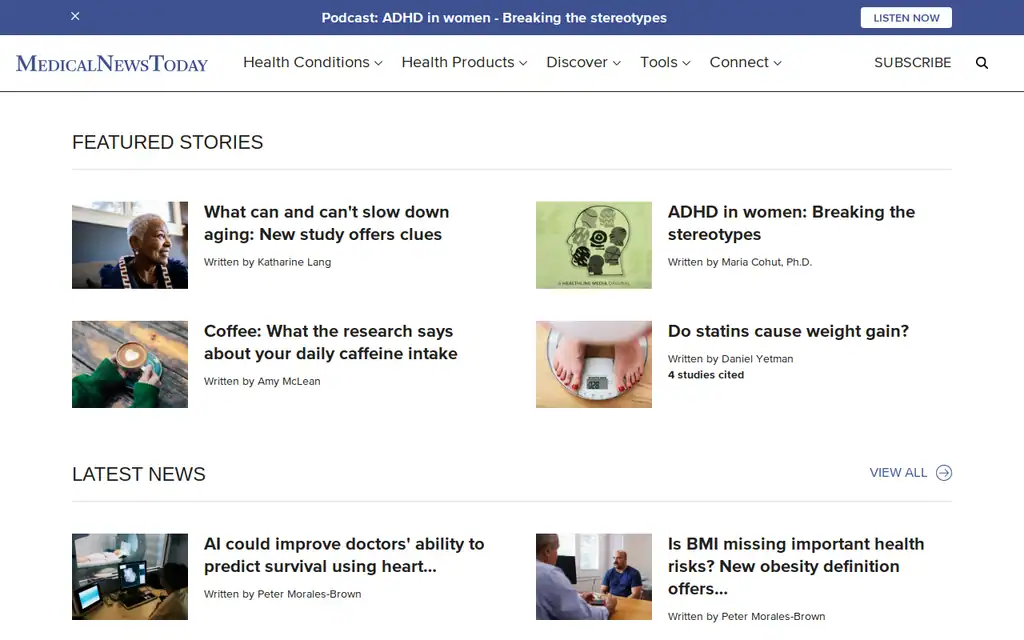 Podcast: ADHD in women - Breaking the stereotypes
LISTEN NOW
MEDICALNEWSTODAY
Health Conditions
Health Products
Discover
Tools
Connect
SUBSCRIBE
FEATURED STORIES
What can and can't slow down
aging: New study offers clues
Written by Katharine Lang
A HEALTHLINE MEDIA ORIGINAL
ADHD in women: Breaking the
stereotypes
Written by Maria Cohut, Ph.D.
Coffee: What the research says
about your daily caffeine intake
Written by Amy McLean
Do statins cause weight gain?
Written by Daniel Yetman
4 studies cited
LATEST NEWS
VIEW ALL
AI could improve doctors' ability to
predict survival using heart...
Written by Peter Morales-Brown
Is BMI missing important health
risks? New obesity definition
offers...
Written by Peter Morales-Brown